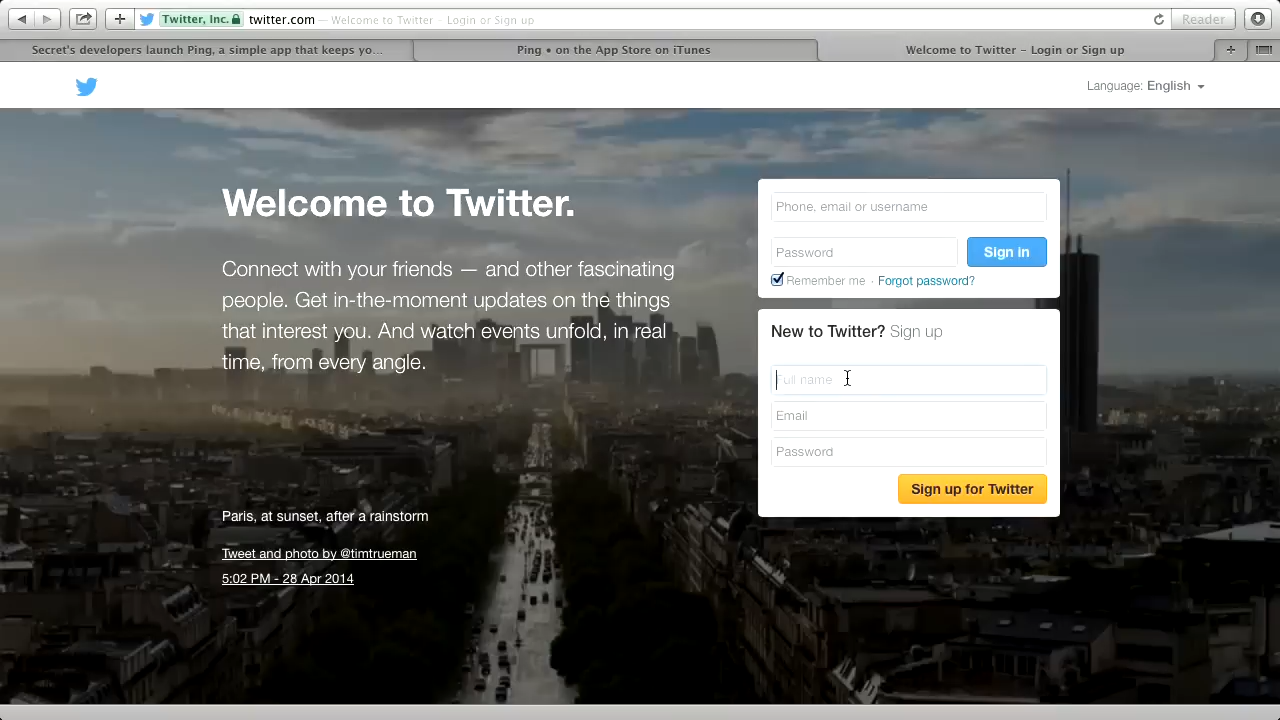 Twitter, Inc. twitter.com — Welcome to Twitter - Login or Sign up
Reader
Secret's developers launch Ping, a simple app that keeps yo...
Ping • on the App Store on iTunes
Welcome to Twitter – Login or Sign up
Language: English
Welcome to Twitter.
Connect with your friends — and other fascinating
people. Get in-the-moment updates on the things
that interest you. And watch events unfold, in real
time, from every angle.
Paris, at sunset, after a rainstorm
Tweet and photo by @timtrueman
5:02 PM - 28 Apr 2014
Phone, email or username
Password
Sign in
Remember me · Forgot password?
New to Twitter? Sign up
Full name
Email
Password
Sign up for Twitter